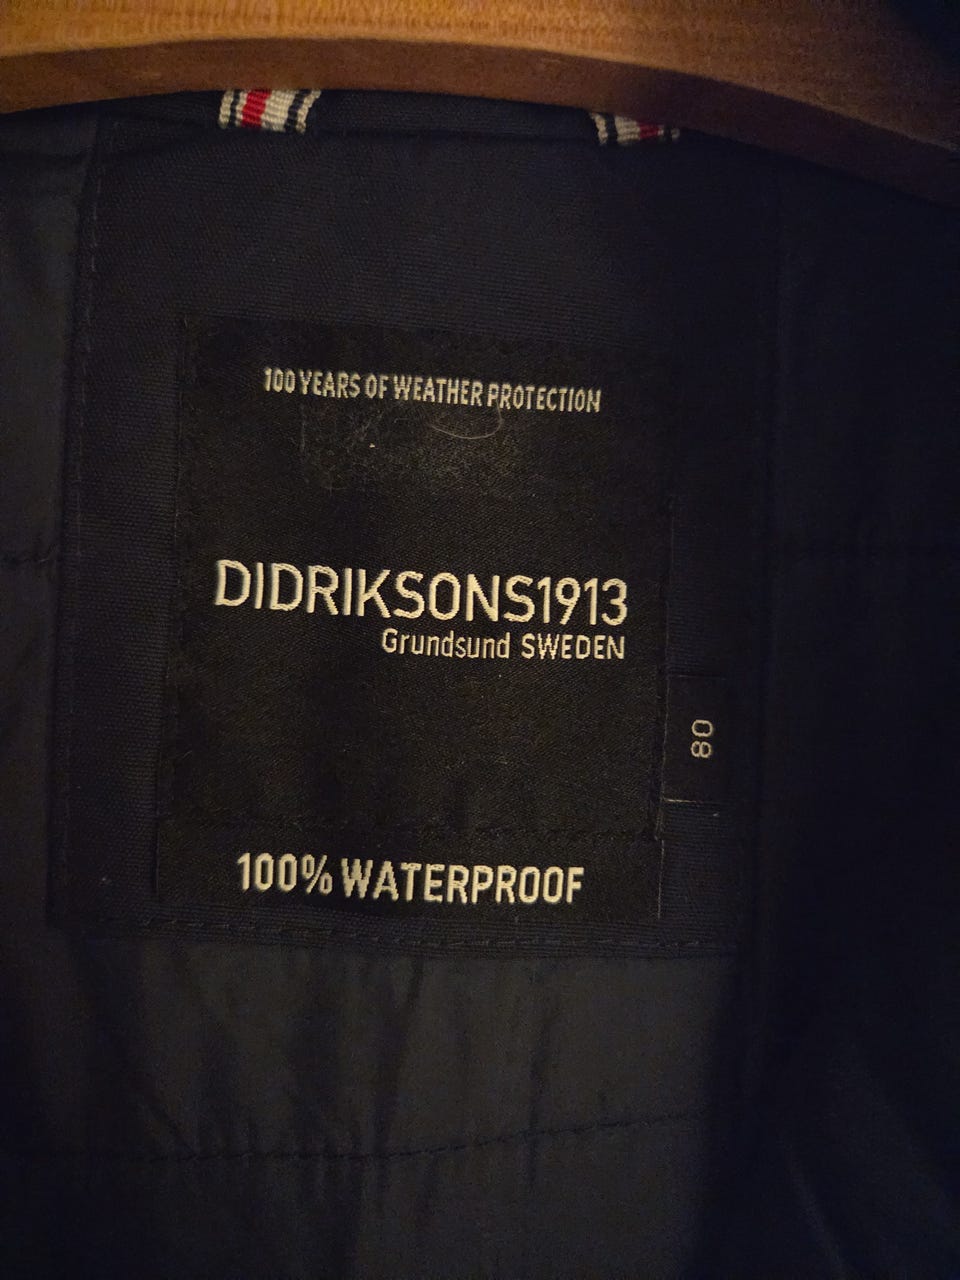 100 YEARS OF WEATHER PROTECTION
DIDRIKSONS1913
Grundsund SWEDEN
80
100% WATERPROOF